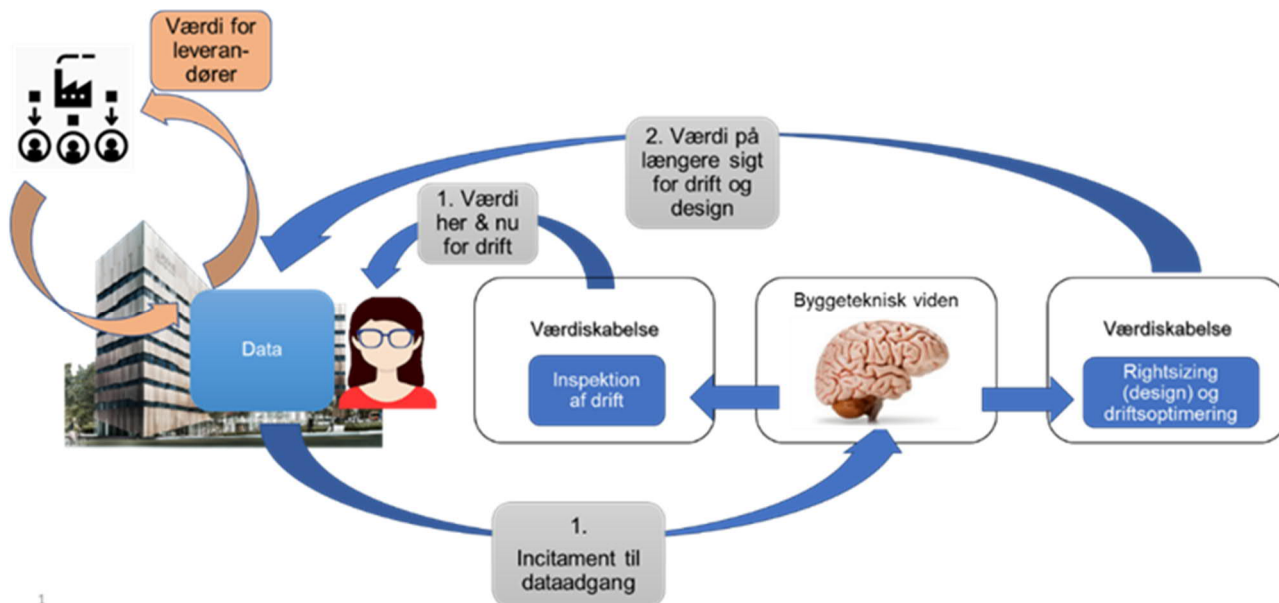 Værdi for
leveran-
dører
2. Værdi på
længere sigt
for drift og
design
1. Værdi
her & nu
for drift
Data
Værdiskabelse
Inspektion
af drift
Byggeteknisk viden
Værdiskabelse
Rightsizing
(design) og
driftsoptimering
1.
Incitament til
dataadgang
1